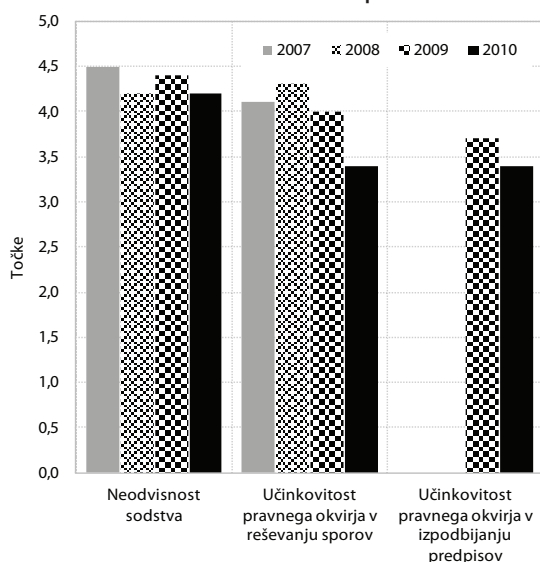 5,0
2007 2008 2009 2010
4,5
4,0
3,5
3,0
2,5
2,0
1,5
1,0
0,5
0,0
Točke
Neodvisnost
sodstva
Učinkovitost
pravnega okvirja v
reševanju sporov
Učinkovitost
pravnega okvirja v
izpodbijanju
predpisov